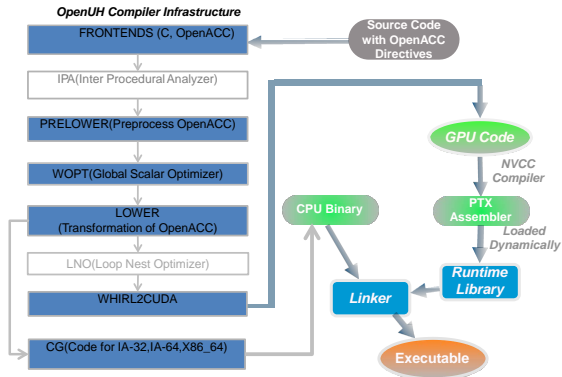 OpenUH Compiler Infrastructure
FRONTENDS (C, OpenACC)
Source Code
with OpenACC
Directives
IPA(Inter Procedural Analyzer)
PRELOWER(Preprocess OpenACC)
GPU Code
WOPT(Global Scalar Optimizer)
NVCC
Compiler
LOWER
(Transformation of OpenACC)
CPU Binary
PTX
Assembler
Loaded
Dynamically
LNO(Loop Nest Optimizer)
WHIRL2CUDA
Linker
Runtime
Library
CG(Code for IA-32,IA-64,X86_64)
Executable